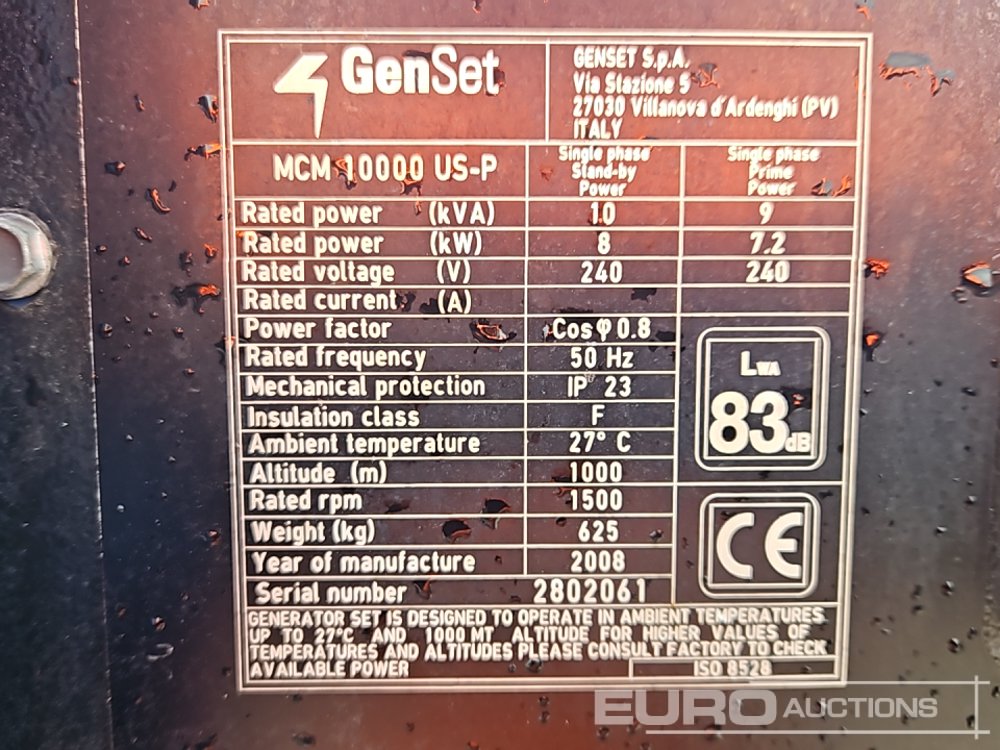 GenSet
GENSET S.p.A.
Via Stazione 5
27030 Villanova d'Ardenghi (PV)
ITALY
MCM 10000 US-P
Single phase
Stand-by
Power
Single phase
Prime
Power
Rated power (kVA) 10 9
Rated power (kW) 8 7.2
Rated voltage (V) 240 240
Rated current (A)
Power factor Cosφ0.8
Rated frequency 50 Hz
Mechanical protection IP 23
Insulation class F
Ambient temperature 27° C
Altitude (m) 1000
Rated rpm 1500
Weight (kg) 625
Year of manufacture 2008
Serial number 2802061
LWA
83dB
CE
GENERATOR SET IS DESIGNED TO OPERATE IN AMBIENT TEMPERATURES
UP TO 27°C AND 1000 MT ALTITUDE FOR HIGHER VALUES OF
TEMPERATURES AND ALTITUDES PLEASE CONSULT FACTORY TO CHECK
AVAILABLE POWER
ISO 8528
EURO AUCTIONS